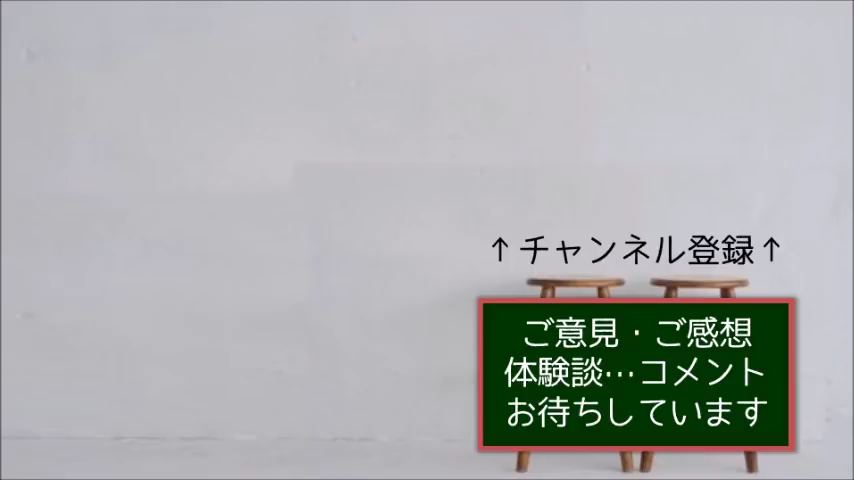 ↑チャンネル登録↑
ご意見・ご感想
体験談…コメント
お待ちしています